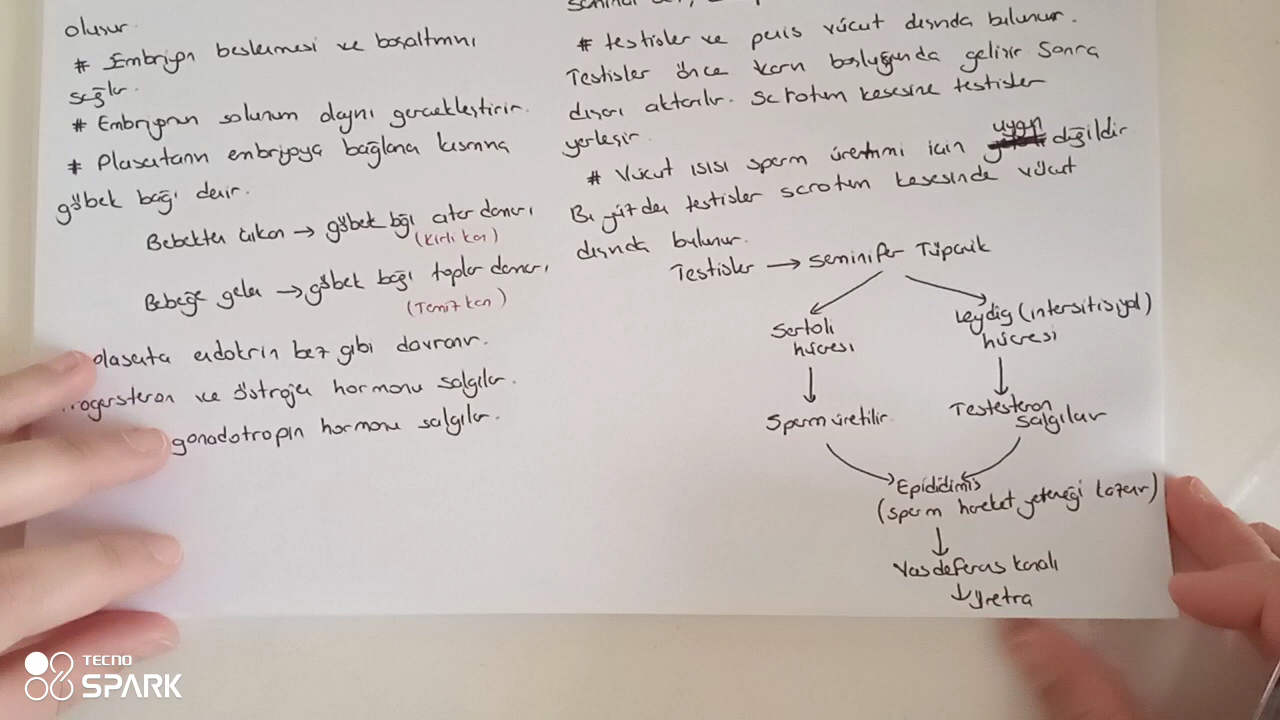 oluşur.
# Embriyon beslenmesi ve boşaltımını
sağlar.
# Embriyonun solunum olayını gerçekleştirir.
# Plasentanın embriyoya bağlanan kısmına
göbek bağı denir.
Bebekten çıkan → göbek bağı atar damarı
(Kirli kan)
Bebeğe gelen → göbek bağı toplar damarı
(Temiz kan)
plasenta endokrin bez gibi davranır.
rogesteron ve östrojen hormonu salgılar.
gonadotropin hormonu salgılar.
# testisler ve penis vücut dışında bulunur.
Testisler önce karın boşluğunda gelişir sonra
dışarı aktarılır. Scrotum kesesine testisler
yerleşir.
# Vücut ısısı sperm üretimi için uygun değildir
Bu yüzden testisler scrotum kesesinde vücut
dışında bulunur.
Testisler → Seminifer Tüpçük
Sertoli
hücresi
Leydig (intersitisiyal)
hücresi
Sperm üretilir.
Testesteron
salgılar
Epididimis
(sperm hareket yeteneği kazanır)
↓
Vas deferens kanalı
↓ üretra
TECNO
SPARK